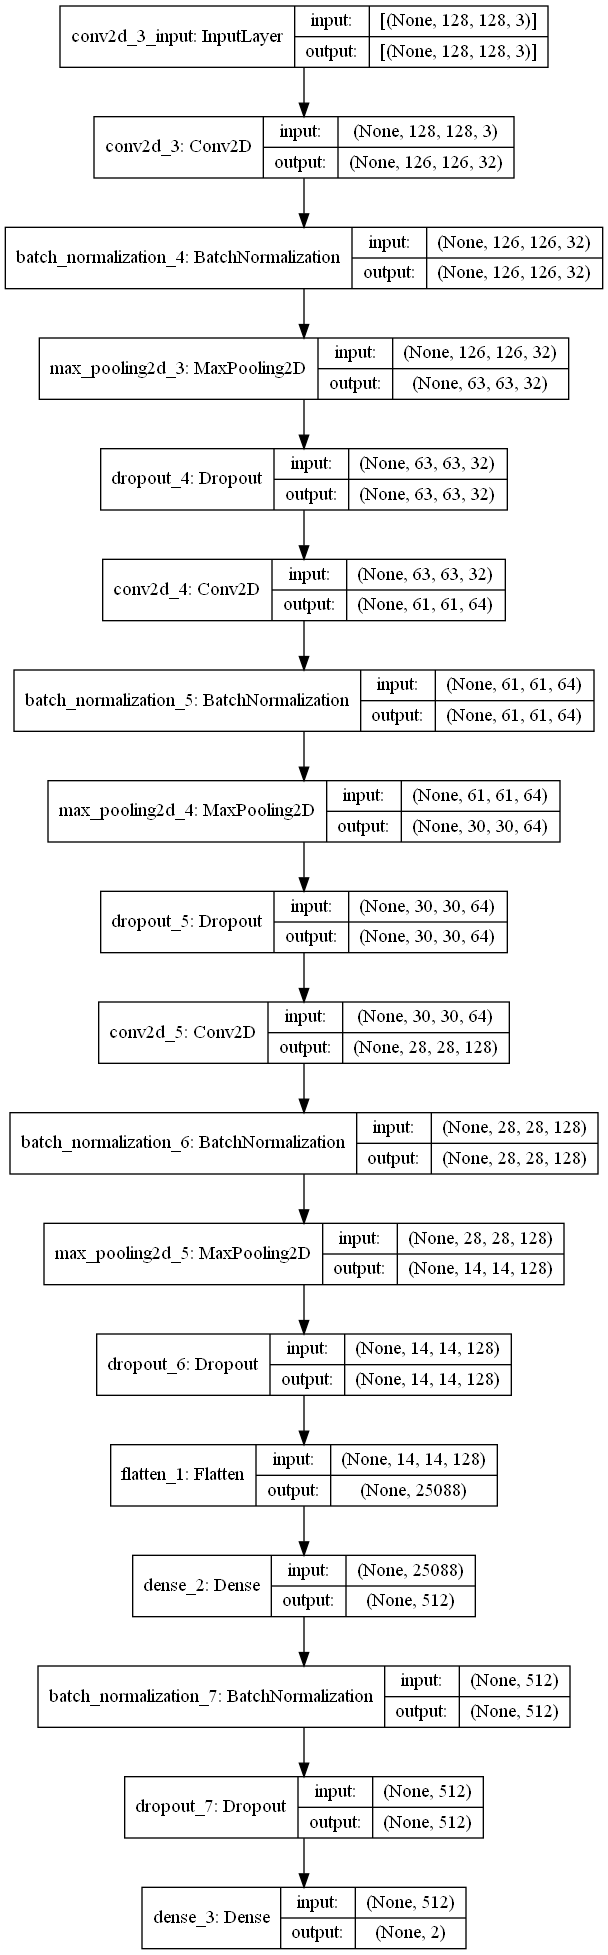 conv2d_3_input: InputLayer
input: [(None, 128, 128, 3)]
output: [(None, 128, 128, 3)]
conv2d_3: Conv2D
input: (None, 128, 128, 3)
output: (None, 126, 126, 32)
batch_normalization_4: BatchNormalization
input: (None, 126, 126, 32)
output: (None, 126, 126, 32)
max_pooling2d_3: MaxPooling2D
input: (None, 126, 126, 32)
output: (None, 63, 63, 32)
dropout_4: Dropout
input: (None, 63, 63, 32)
output: (None, 63, 63, 32)
conv2d_4: Conv2D
input: (None, 63, 63, 32)
output: (None, 61, 61, 64)
batch_normalization_5: BatchNormalization
input: (None, 61, 61, 64)
output: (None, 61, 61, 64)
max_pooling2d_4: MaxPooling2D
input: (None, 61, 61, 64)
output: (None, 30, 30, 64)
dropout_5: Dropout
input: (None, 30, 30, 64)
output: (None, 30, 30, 64)
conv2d_5: Conv2D
input: (None, 30, 30, 64)
output: (None, 28, 28, 128)
batch_normalization_6: BatchNormalization
input: (None, 28, 28, 128)
output: (None, 28, 28, 128)
max_pooling2d_5: MaxPooling2D
input: (None, 28, 28, 128)
output: (None, 14, 14, 128)
dropout_6: Dropout
input: (None, 14, 14, 128)
output: (None, 14, 14, 128)
flatten_1: Flatten
input: (None, 14, 14, 128)
output: (None, 25088)
dense_2: Dense
input: (None, 25088)
output: (None, 512)
batch_normalization_7: BatchNormalization
input: (None, 512)
output: (None, 512)
dropout_7: Dropout
input: (None, 512)
output: (None, 512)
dense_3: Dense
input: (None, 512)
output: (None, 2)